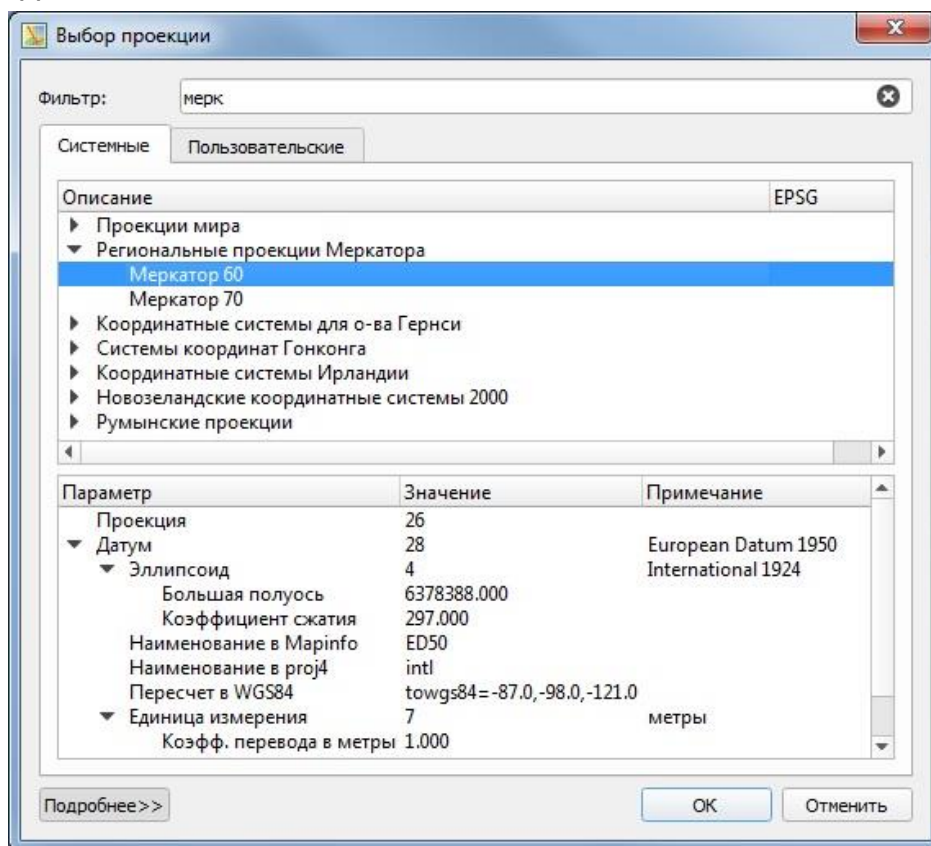 Выбор проекции
Фильтр: мерк
Системные Пользовательские
Описание EPSG
Проекции мира
Региональные проекции Меркатора
Меркатор 60
Меркатор 70
Координатные системы для о-ва Гернси
Системы координат Гонконга
Координатные системы Ирландии
Новозеландские координатные системы 2000
Румынские проекции
Параметр Значение Примечание
Проекция 26
Датум 28 European Datum 1950
Эллипсоид 4 International 1924
Большая полуось 6378388.000
Коэффициент сжатия 297.000
Наименование в Mapinfo ED50
Наименование в proj4 intl
Пересчет в WGS84 towgs84=-87.0,-98.0,-121.0
Единица измерения 7 метры
Коэфф. перевода в метры 1.000
Подробнее>> OK Отменить